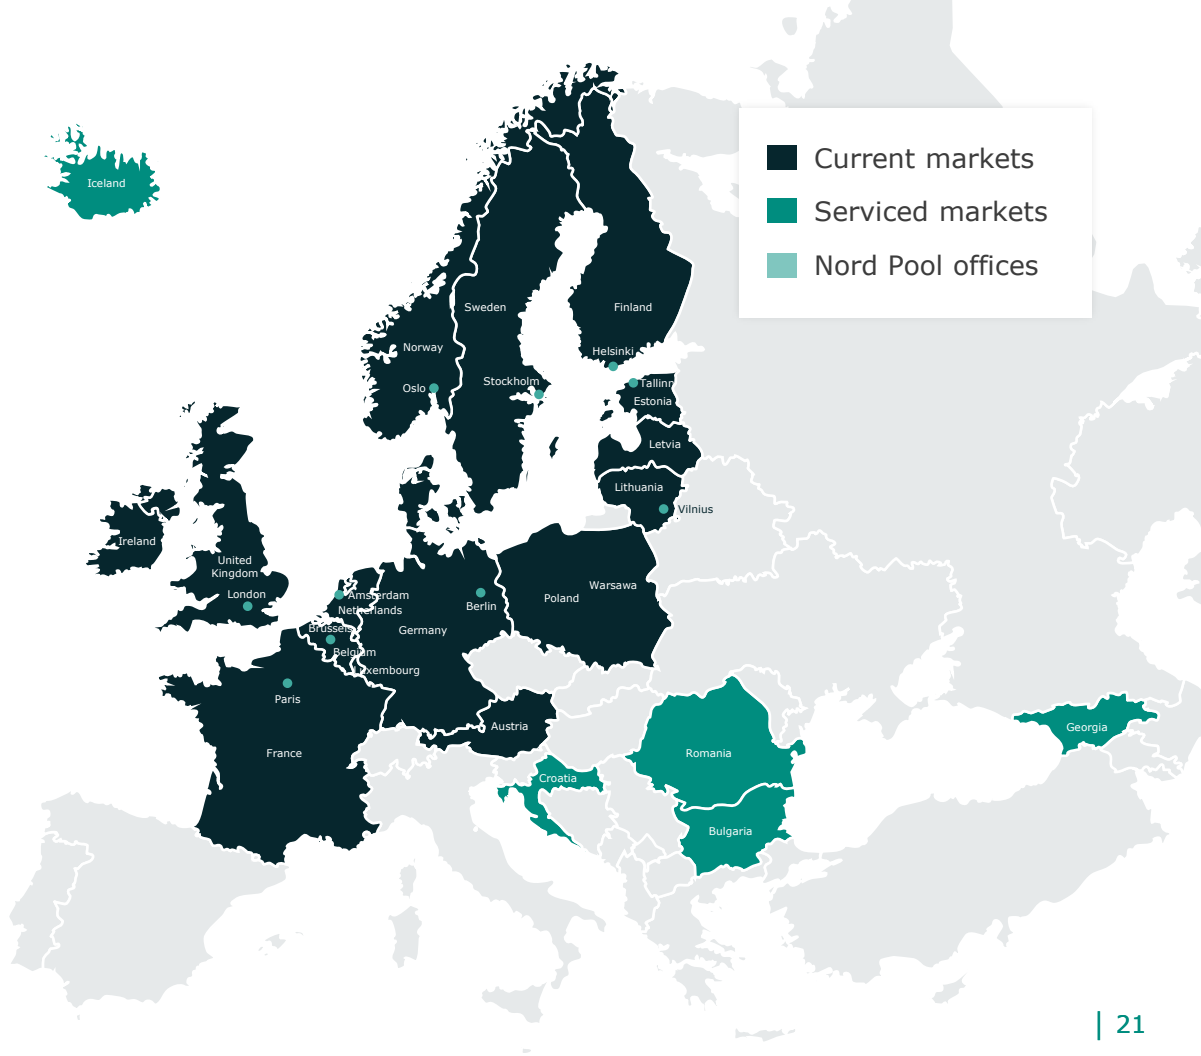 Current markets
Serviced markets
Nord Pool offices
Iceland
Sweden
Finland
Norway
Helsinki
Oslo
Stockholm
Tallinn
Estonia
Letvia
Lithuania
Vilnius
Ireland
United
Kingdom
London
Amsterdam
Netherlands
Berlin
Poland
Warsawa
Brussels
Germany
Belgium
Luxembourg
Paris
France
Austria
Croatia
Romania
Bulgaria
Georgia
| 21